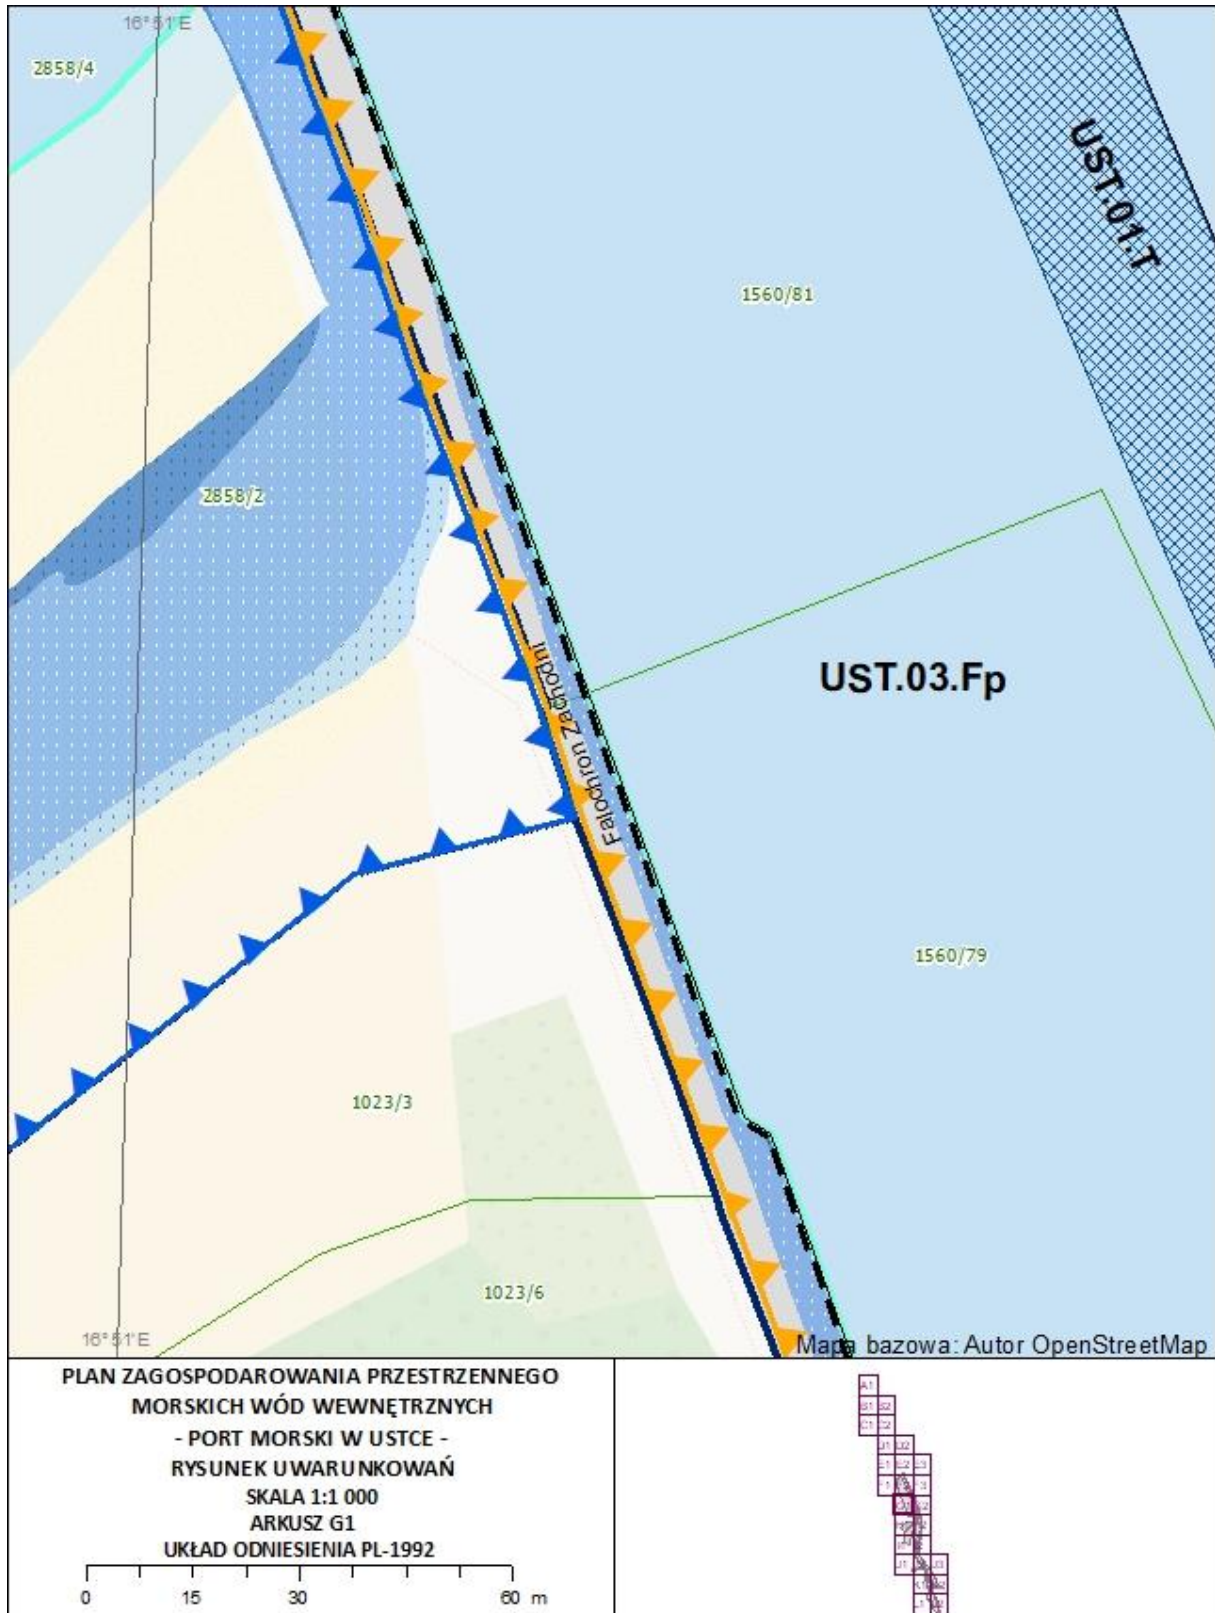 16°51'E
2858/4
UST.01.T
1560/81
2858/2
UST.03.Fp
Falochron Zachodni
1560/79
1023/3
1023/6
16°51'E
Mapa bazowa: Autor OpenStreetMap
PLAN ZAGOSPODAROWANIA PRZESTRZENNEGO
MORSKICH WÓD WEWNĘTRZNYCH
- PORT MORSKI W USTCE -
RYSUNEK UWARUNKOWAŃ
SKALA 1:1 000
ARKUSZ G1
UKŁAD ODNIESIENIA PL-1992
0 15 30 60 m
A1
B1 B2
C1 C2
D1 D2
E1 E2 E3